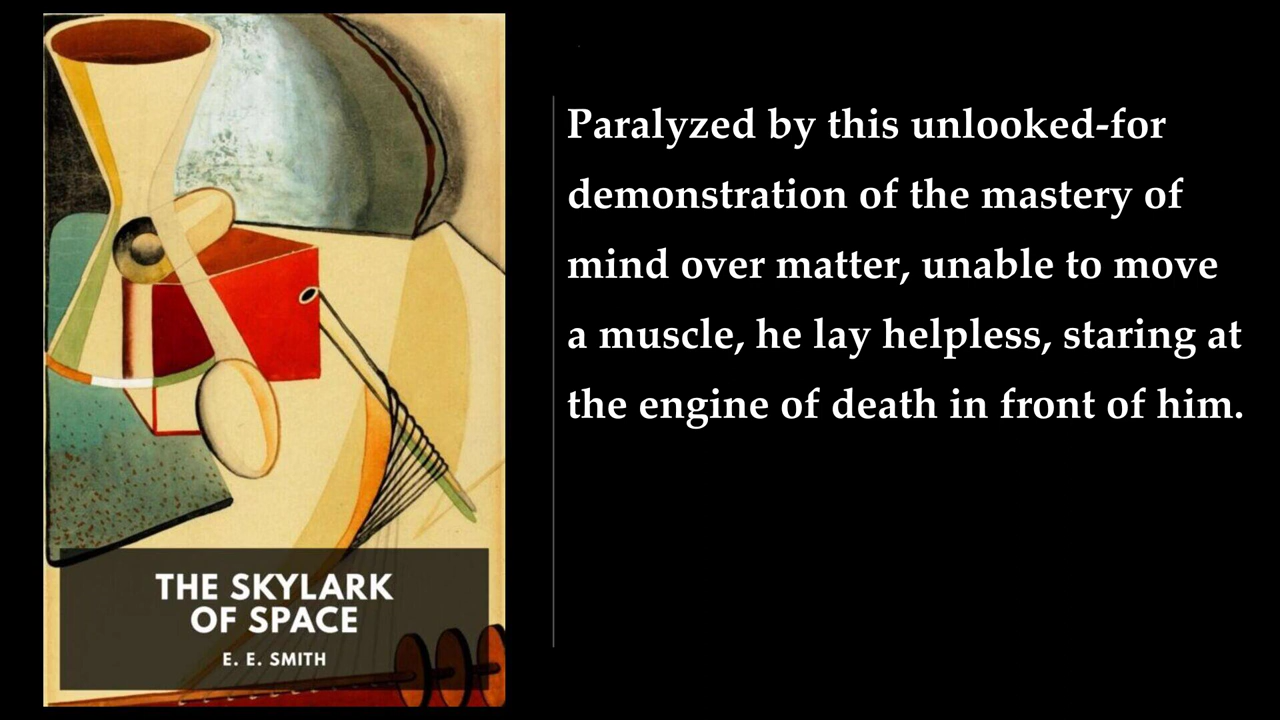 THE SKYLARK
OF SPACE
E. E. SMITH
Paralyzed by this unlooked-for
demonstration of the mastery of
mind over matter, unable to move
a muscle, he lay helpless, staring at
the engine of death in front of him.